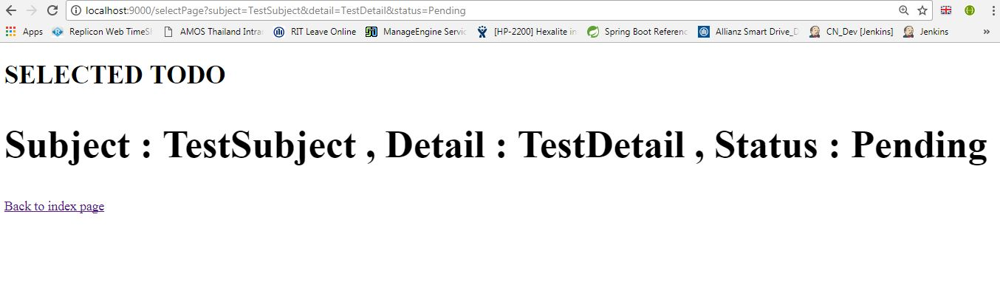 localhost:9000/selectPage?subject=TestSubject&detail=TestDetail&status=Pending
Apps Replicon Web TimeSh AMOS Thailand Intran RIT Leave Online ManageEngine Servic [HP-2200] Hexalite in Spring Boot Referenc Allianz Smart Drive_D CN_Dev [Jenkins] Jenkins »
SELECTED TODO
Subject : TestSubject , Detail : TestDetail , Status : Pending
Back to index page